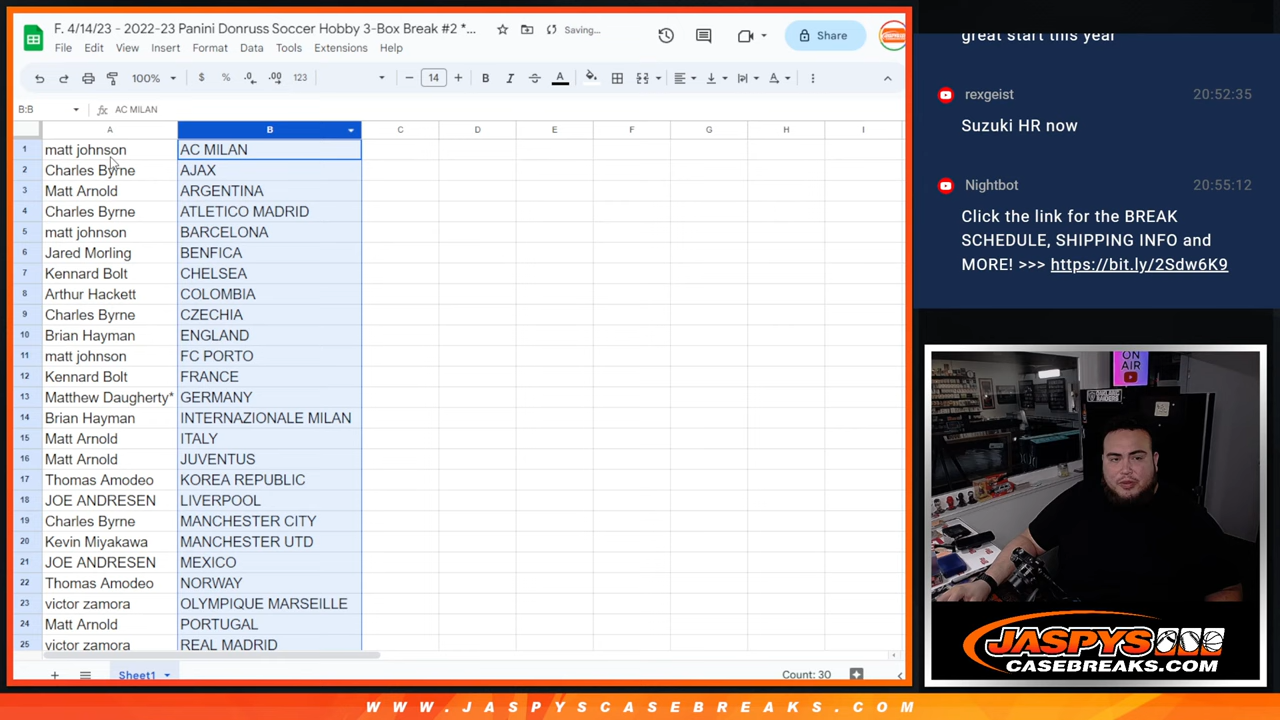 F. 4/14/23 - 2022-23 Panini Donruss Soccer Hobby 3-Box Break #2 *...
Saving...
File Edit View Insert Format Data Tools Extensions Help
Share
100% $ % .0 .00 123 14 B I S A
B:B fx AC MILAN
A B C D E F G H I
1 matt johnson AC MILAN
2 Charles Byrne AJAX
3 Matt Arnold ARGENTINA
4 Charles Byrne ATLETICO MADRID
5 matt johnson BARCELONA
6 Jared Morling BENFICA
7 Kennard Bolt CHELSEA
8 Arthur Hackett COLOMBIA
9 Charles Byrne CZECHIA
10 Brian Hayman ENGLAND
11 matt johnson FC PORTO
12 Kennard Bolt FRANCE
13 Matthew Daugherty* GERMANY
14 Brian Hayman INTERNAZIONALE MILAN
15 Matt Arnold ITALY
16 Matt Arnold JUVENTUS
17 Thomas Amodeo KOREA REPUBLIC
18 JOE ANDRESEN LIVERPOOL
19 Charles Byrne MANCHESTER CITY
20 Kevin Miyakawa MANCHESTER UTD
21 JOE ANDRESEN MEXICO
22 Thomas Amodeo NORWAY
23 victor zamora OLYMPIQUE MARSEILLE
24 Matt Arnold PORTUGAL
25 victor zamora REAL MADRID
Sheet1
Count: 30
great start this year
rexgeist 20:52:35
Suzuki HR now
Nightbot 20:55:12
Click the link for the BREAK
SCHEDULE, SHIPPING INFO and
MORE! >>> https://bit.ly/2Sdw6K9
ON
AIR
JASPYS
CASEBREAKS.COM
WWW.JASPYSCASEBREAKS.COM